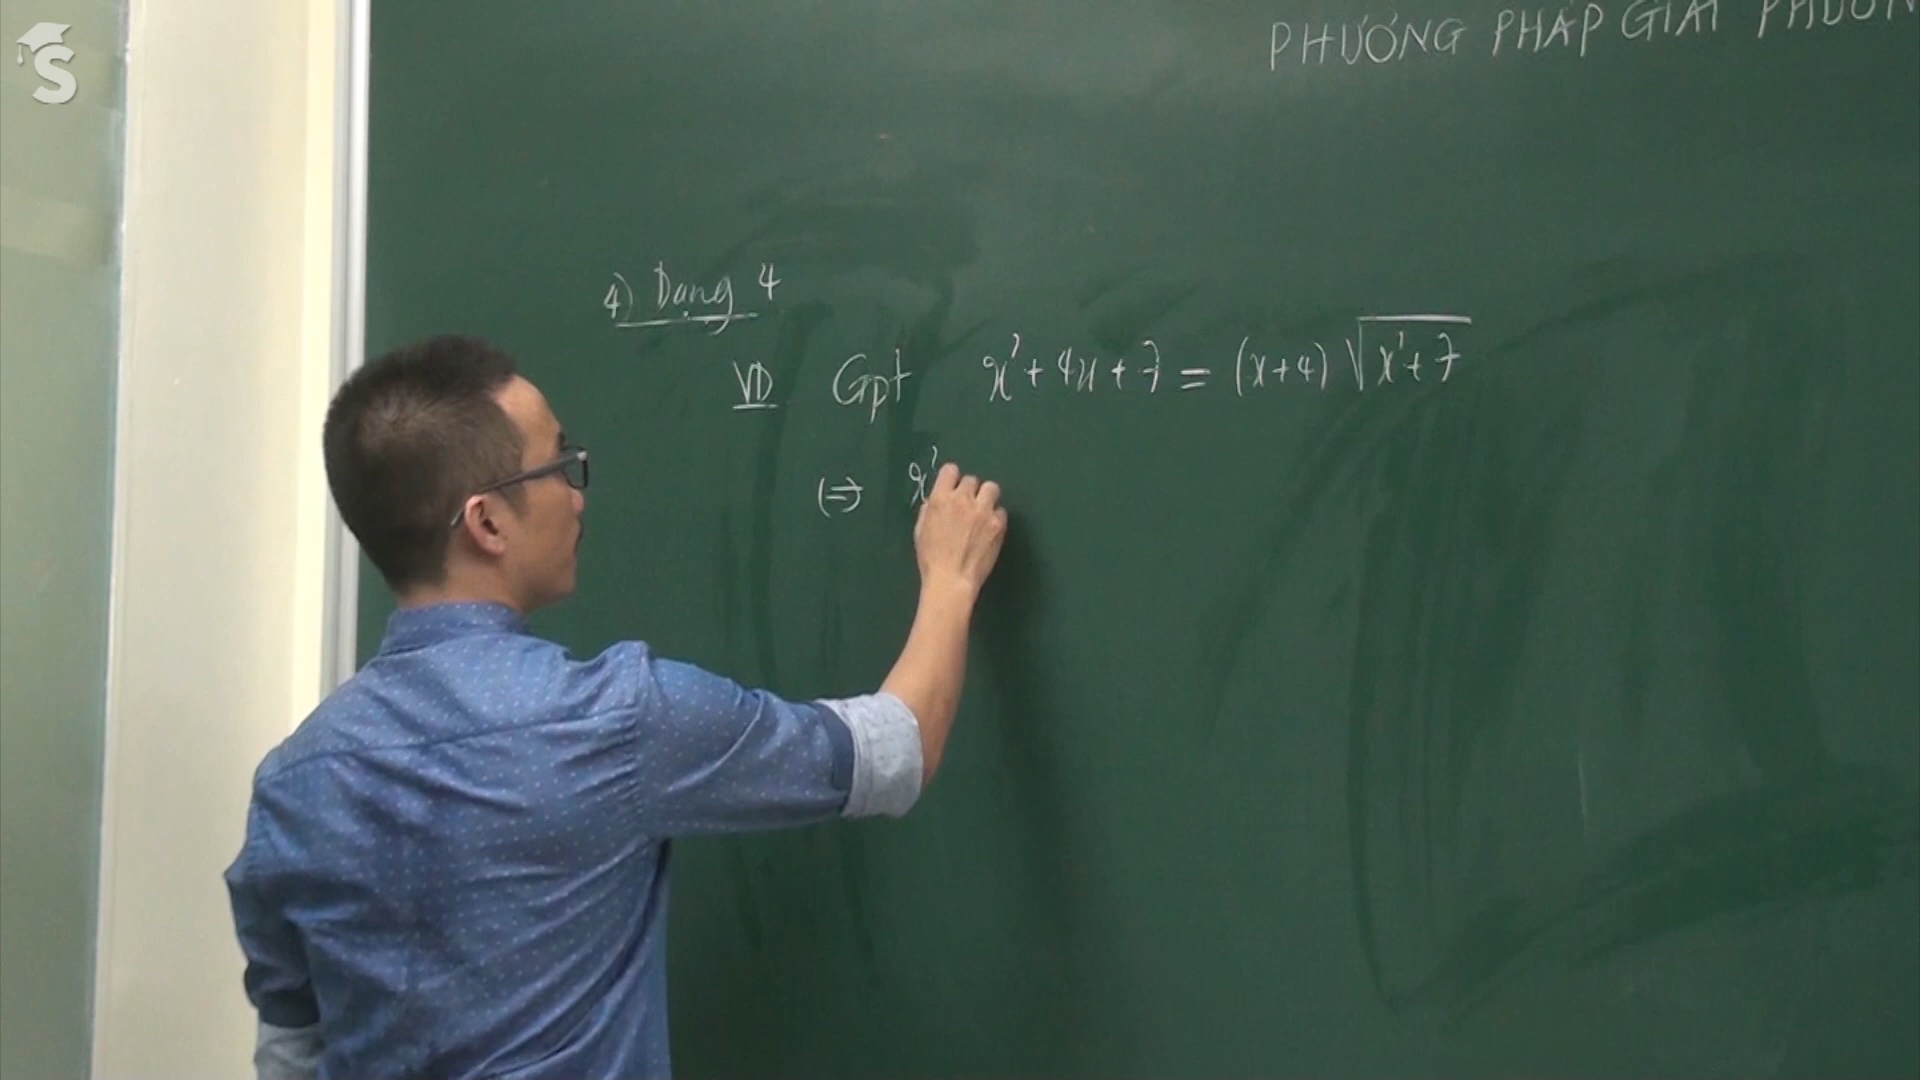 S
PHƯƠNG PHÁP GIẢI PHƯƠN
4) Dạng 4
VD Gpt x² + 4x + 7 = (x+4) √x²+7
(=) x²